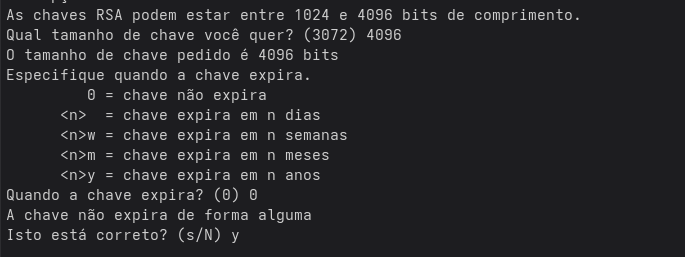 As chaves RSA podem estar entre 1024 e 4096 bits de comprimento.
Qual tamanho de chave você quer? (3072) 4096
O tamanho de chave pedido é 4096 bits
Especifique quando a chave expira.
0 = chave não expira
<n>  = chave expira em n dias
<n>w = chave expira em n semanas
<n>m = chave expira em n meses
<n>y = chave expira em n anos
Quando a chave expira? (0) 0
A chave não expira de forma alguma
Isto está correto? (s/N) y